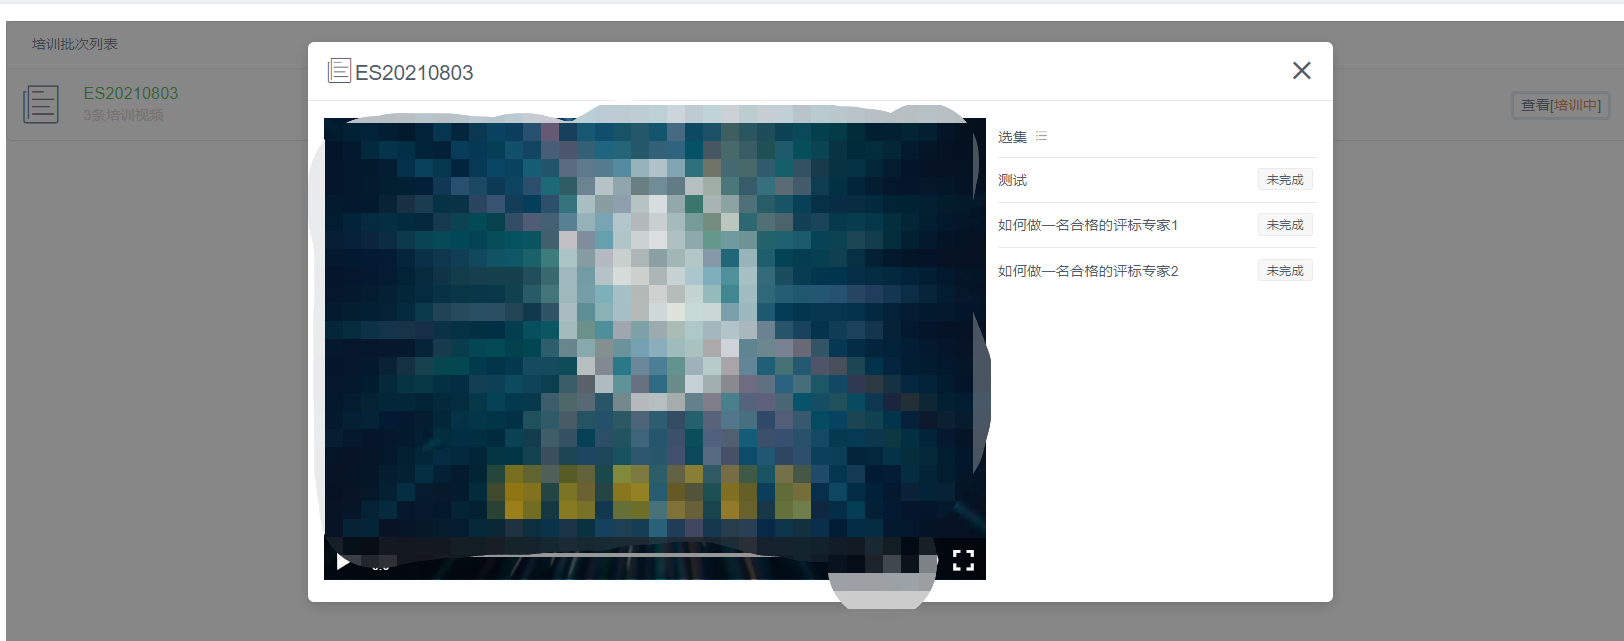 培训批次列表
ES20210803
3条培训视频
查看[培训中]
ES20210803
选集
测试 未完成
如何做一名合格的评标专家1 未完成
如何做一名合格的评标专家2 未完成